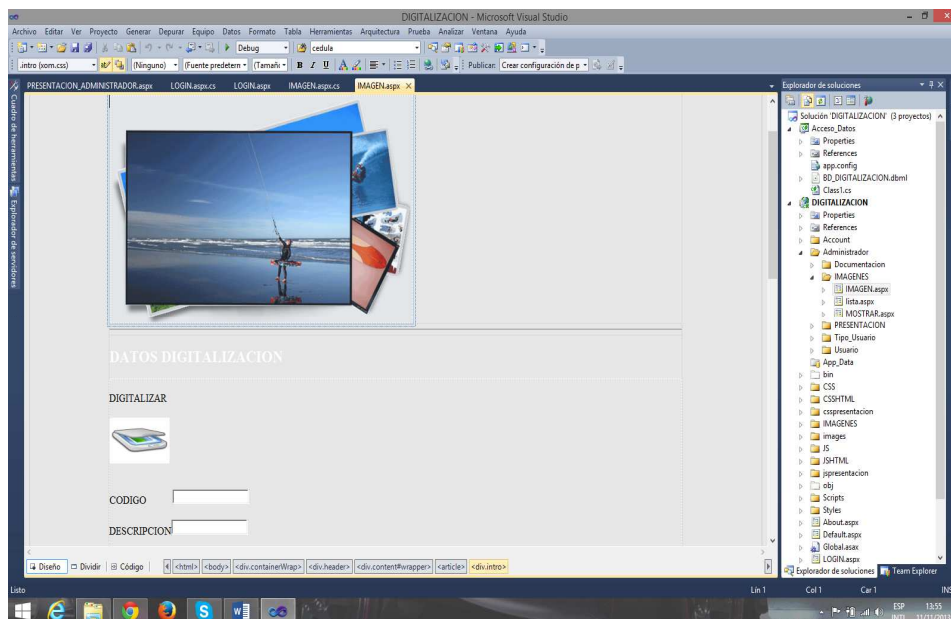 DIGITALIZACION - Microsoft Visual Studio
Archivo Editar Ver Proyecto Generar Depurar Equipo Datos Formato Tabla Herramientas Arquitectura Prueba Analizar Ventana Ayuda
Debug cedula
.intro (xom.css) (Ninguno) (Fuente predetern (Tamañ Publicar: Crear configuración de p
PRESENTACION_ADMINISTRADOR.aspx LOGIN.aspx.cs LOGIN.aspx IMAGEN.aspx.cs IMAGEN.aspx
Cuadro de herramientas
Explorador de servidores
DATOS DIGITALIZACION
DIGITALIZAR
CODIGO
DESCRIPCION
Diseño Dividir Código <html> <body> <div.containerWrap> <div.header> <div.content#wrapper> <article> <div.intro>
Explorador de soluciones
Solución 'DIGITALIZACION' (3 proyectos)
Acceso_Datos
Properties
References
app.config
BD_DIGITALIZACION.dbml
Class1.cs
DIGITALIZACION
Properties
References
Account
Administrador
Documentacion
IMAGENES
IMAGEN.aspx
lista.aspx
MOSTRAR.aspx
PRESENTACION
Tipo_Usuario
Usuario
App_Data
bin
CSS
CSSHTML
csspresentacion
IMAGENES
images
JS
JSHTML
jspresentacion
obj
Scripts
Styles
About.aspx
Default.aspx
Global.asax
LOGIN.aspx
Explorador de soluciones Team Explorer
Listo Lín 1 Col 1 Car 1 INS
ESP 13:55
INTL